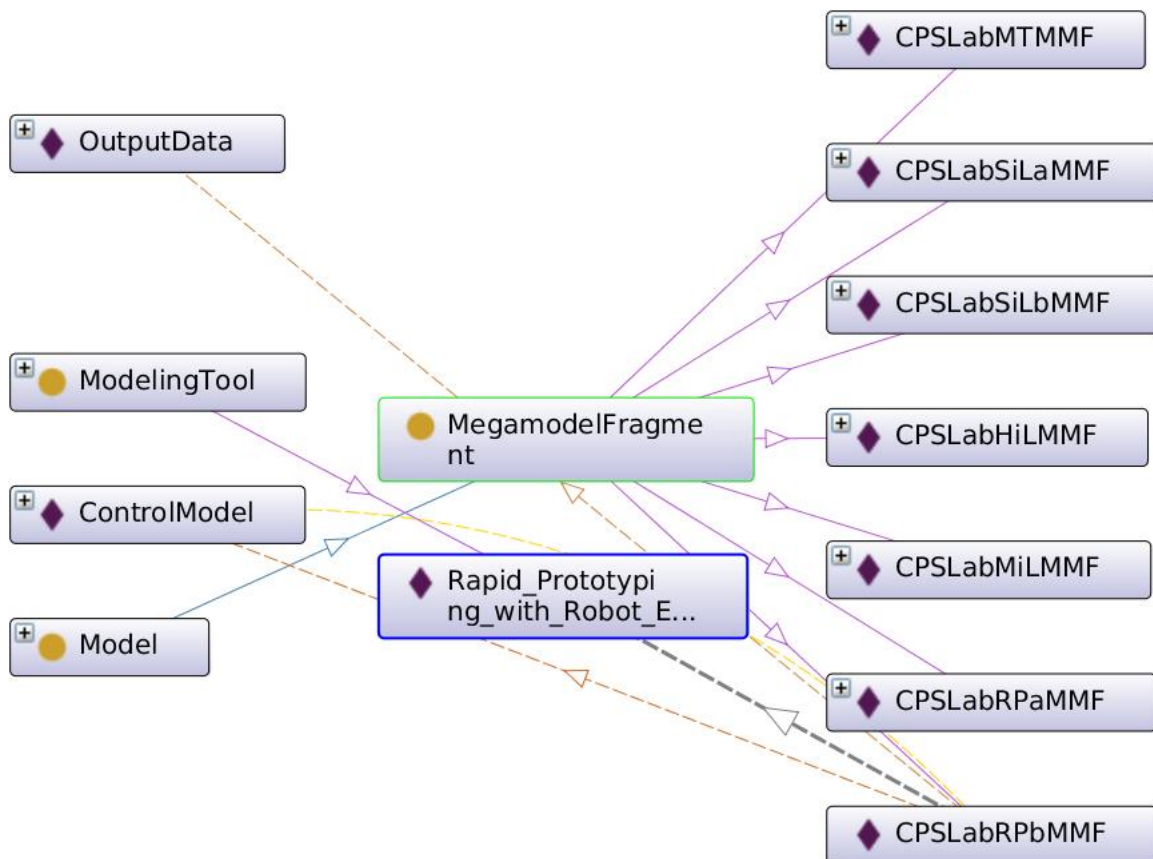 CPSLabMTMMF
OutputData
CPSLabSiLaMMF
CPSLabSiLbMMF
ModelingTool
MegamodelFragme
nt
CPSLabHiLMMF
ControlModel
CPSLabMiLMMF
Rapid_Prototypi
ng_with_Robot_E...
Model
CPSLabRPaMMF
CPSLabRPbMMF